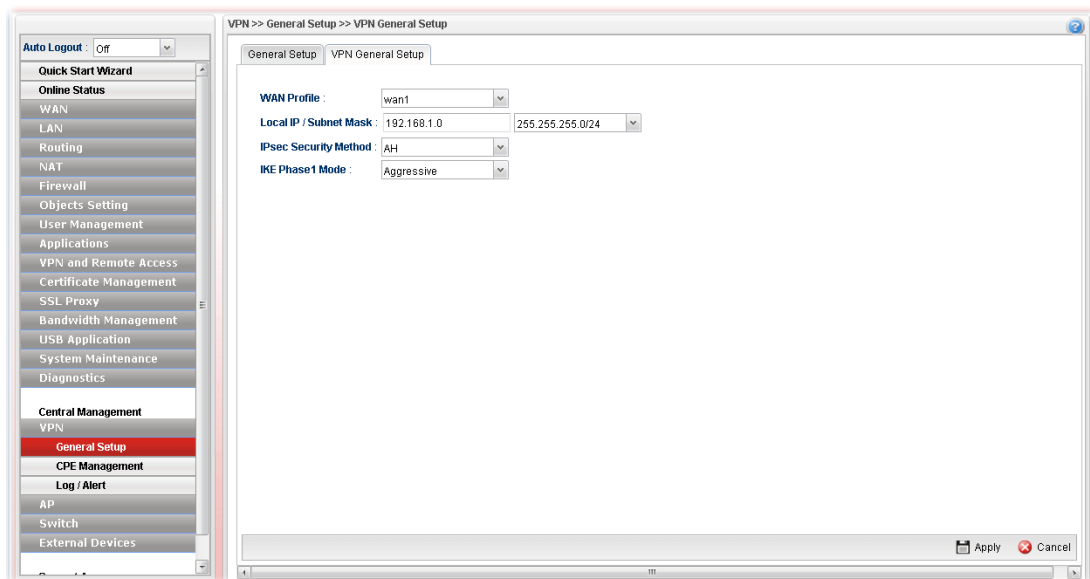 VPN >> General Setup >> VPN General Setup
Auto Logout : Off
Quick Start Wizard
Online Status
WAN
LAN
Routing
NAT
Firewall
Objects Setting
User Management
Applications
VPN and Remote Access
Certificate Management
SSL Proxy
Bandwidth Management
USB Application
System Maintenance
Diagnostics
Central Management
VPN
General Setup
CPE Management
Log / Alert
AP
Switch
External Devices
General Setup VPN General Setup
WAN Profile : wan1
Local IP / Subnet Mask : 192.168.1.0 255.255.255.0/24
IPsec Security Method : AH
IKE Phase1 Mode : Aggressive
Apply Cancel